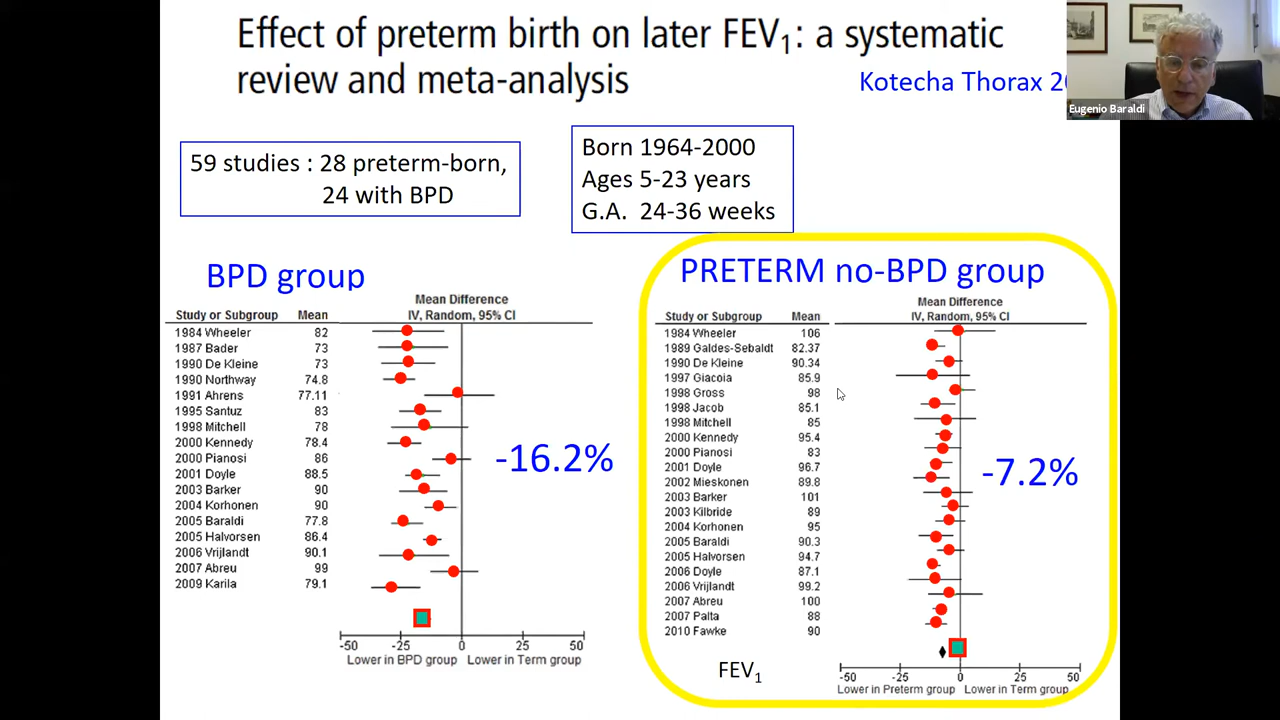 Effect of preterm birth on later FEV1: a systematic
review and meta-analysis
Kotecha Thorax
Eugenio Baraldi
59 studies : 28 preterm-born,
24 with BPD
Born 1964-2000
Ages 5-23 years
G.A. 24-36 weeks
BPD group
Mean Difference
Study or Subgroup Mean IV, Random, 95% CI
1984 Wheeler 82
1987 Bader 73
1990 De Kleine 73
1990 Northway 74.8
1991 Ahrens 77.11
1995 Santuz 83
1998 Mitchell 78
2000 Kennedy 78.4
2000 Pianosi 86
2001 Doyle 88.5
2003 Barker 90
2004 Korhonen 90
2005 Baraldi 77.8
2005 Halvorsen 86.4
2006 Vrijlandt 90.1
2007 Abreu 99
2009 Karila 79.1
-16.2%
-50 -25 0 25 50
Lower in BPD group Lower in Term group
PRETERM no-BPD group
Mean Difference
Study or Subgroup Mean IV, Random, 95% CI
1984 Wheeler 106
1989 Galdes-Sebaldt 82.37
1990 De Kleine 90.34
1997 Giacoia 85.9
1998 Gross 98
1998 Jacob 85.1
1998 Mitchell 85
2000 Kennedy 95.4
2000 Pianosi 83
2001 Doyle 96.7
2002 Mieskonen 89.8
2003 Barker 101
2003 Kilbride 89
2004 Korhonen 95
2005 Baraldi 90.3
2005 Halvorsen 94.7
2006 Doyle 87.1
2006 Vrijlandt 99.2
2007 Abreu 100
2007 Palta 88
2010 Fawke 90
-7.2%
FEV1
-50 -25 0 25 50
Lower in Preterm group Lower in Term group